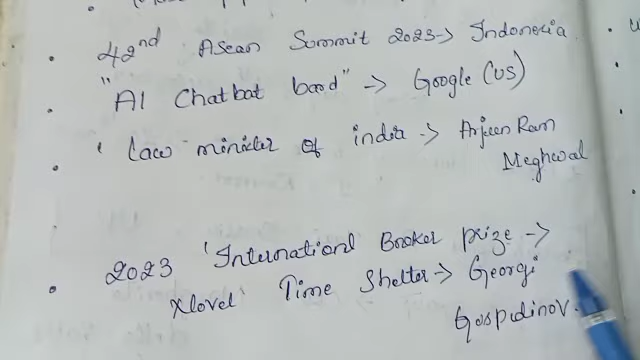 42nd Asean Summit 2023 → Indonesia
"AI Chatbat bard" → Google (US)
' Law minister of india → Arjun Ram
Meghwal
2023 'International Booker prize →
Novel Time Shelter → Georgi
Gospodinov.